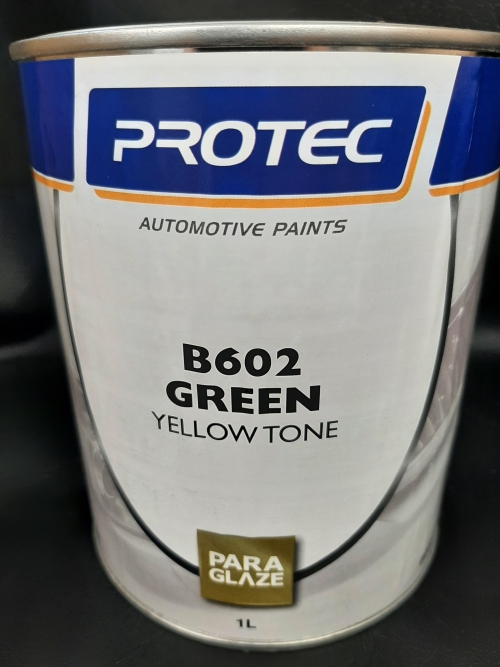 PROTEC
AUTOMOTIVE PAINTS
B602
GREEN
YELLOW TONE
PARA
GLAZE
1L